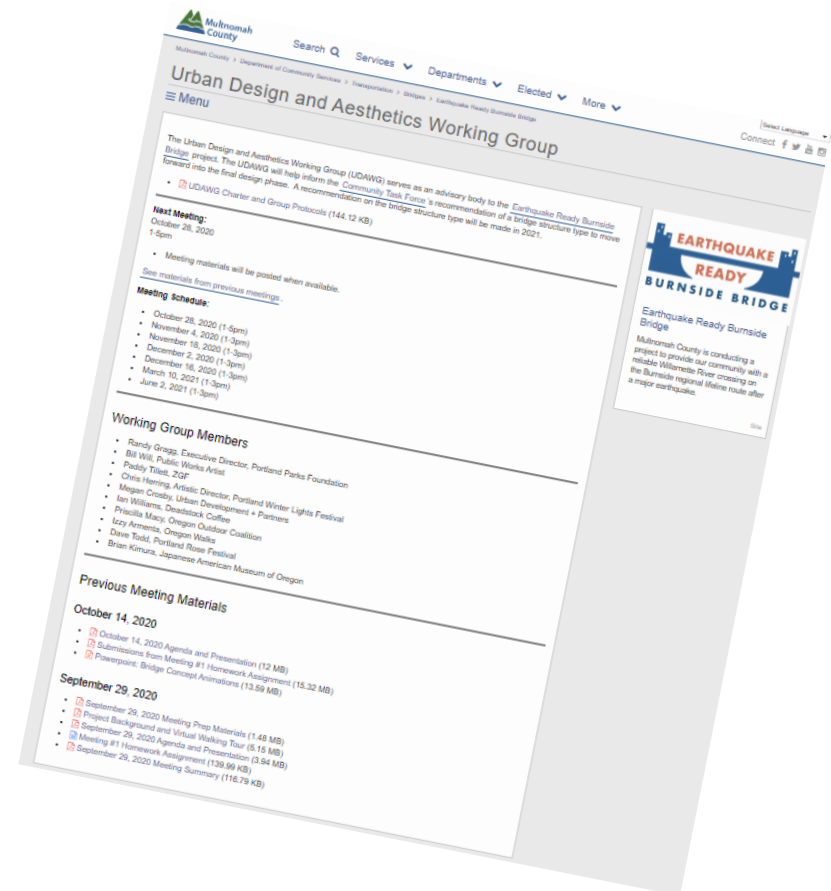 Multnomah
County
Search
Services
Departments
Elected
More
Select Language
Connect
Multnomah County > Department of Community Services > Transportation > Bridges > Earthquake Ready Burnside Bridge
Urban Design and Aesthetics Working Group
Menu
The Urban Design and Aesthetics Working Group (UDAWG) serves as an advisory body to the Earthquake Ready Burnside
Bridge project. The UDAWG will help inform the Community Task Force 's recommendation of a bridge structure type to move
forward into the final design phase. A recommendation on the bridge structure type will be made in 2021.
UDAWG Charter and Group Protocols (144.12 KB)
Next Meeting:
October 28, 2020
1-5pm
Meeting materials will be posted when available.
See materials from previous meetings.
Meeting Schedule:
October 28, 2020 (1-5pm)
November 4, 2020 (1-3pm)
November 18, 2020 (1-3pm)
December 2, 2020 (1-3pm)
December 16, 2020 (1-3pm)
March 10, 2021 (1-3pm)
June 2, 2021 (1-3pm)
Working Group Members
Randy Gragg, Executive Director, Portland Parks Foundation
Bill Will, Public Works Artist
Paddy Tillett, ZGF
Chris Herring, Artistic Director, Portland Winter Lights Festival
Megan Crosby, Urban Development + Partners
Ian Williams, Deadstock Coffee
Priscilla Macy, Oregon Outdoor Coalition
Izzy Armenta, Oregon Walks
Dave Todd, Portland Rose Festival
Brian Kimura, Japanese American Museum of Oregon
Previous Meeting Materials
October 14, 2020
October 14, 2020 Agenda and Presentation (12 MB)
Submissions from Meeting #1 Homework Assignment (15.32 MB)
Powerpoint: Bridge Concept Animations (13.59 MB)
September 29, 2020
September 29, 2020 Meeting Prep Materials (1.48 MB)
Project Background and Virtual Walking Tour (5.15 MB)
September 29, 2020 Agenda and Presentation (3.94 MB)
Meeting #1 Homework Assignment (139.99 KB)
September 29, 2020 Meeting Summary (116.79 KB)
EARTHQUAKE
READY
BURNSIDE BRIDGE
Earthquake Ready Burnside
Bridge
Multnomah County is conducting a
project to provide our community with a
reliable Willamette River crossing on
the Burnside regional lifeline route after
a major earthquake.